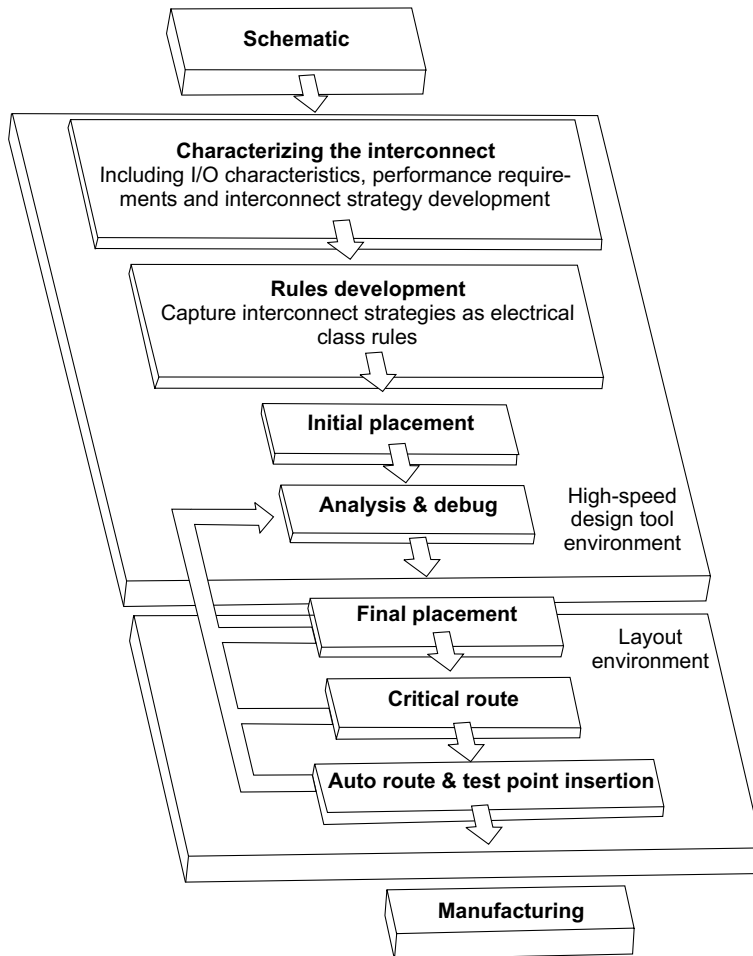 Schematic
Characterizing the interconnect
Including I/O characteristics, performance require-
ments and interconnect strategy development
Rules development
Capture interconnect strategies as electrical
class rules
Initial placement
Analysis & debug
High-speed
design tool
environment
Final placement
Layout
environment
Critical route
Auto route & test point insertion
Manufacturing